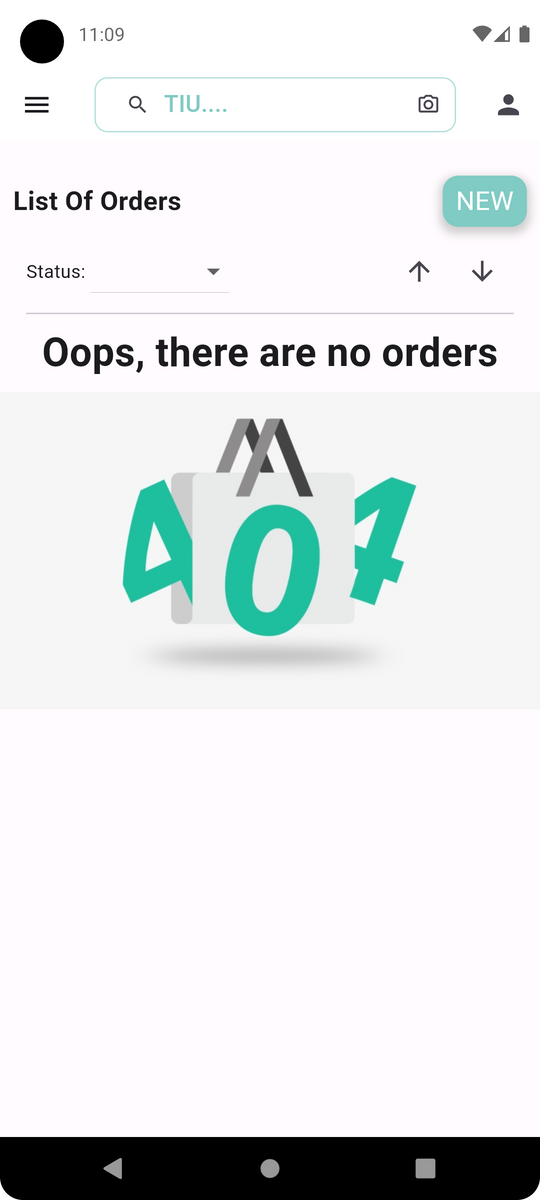 11:09
TIU....
List Of Orders
NEW
Status:
Oops, there are no orders
404